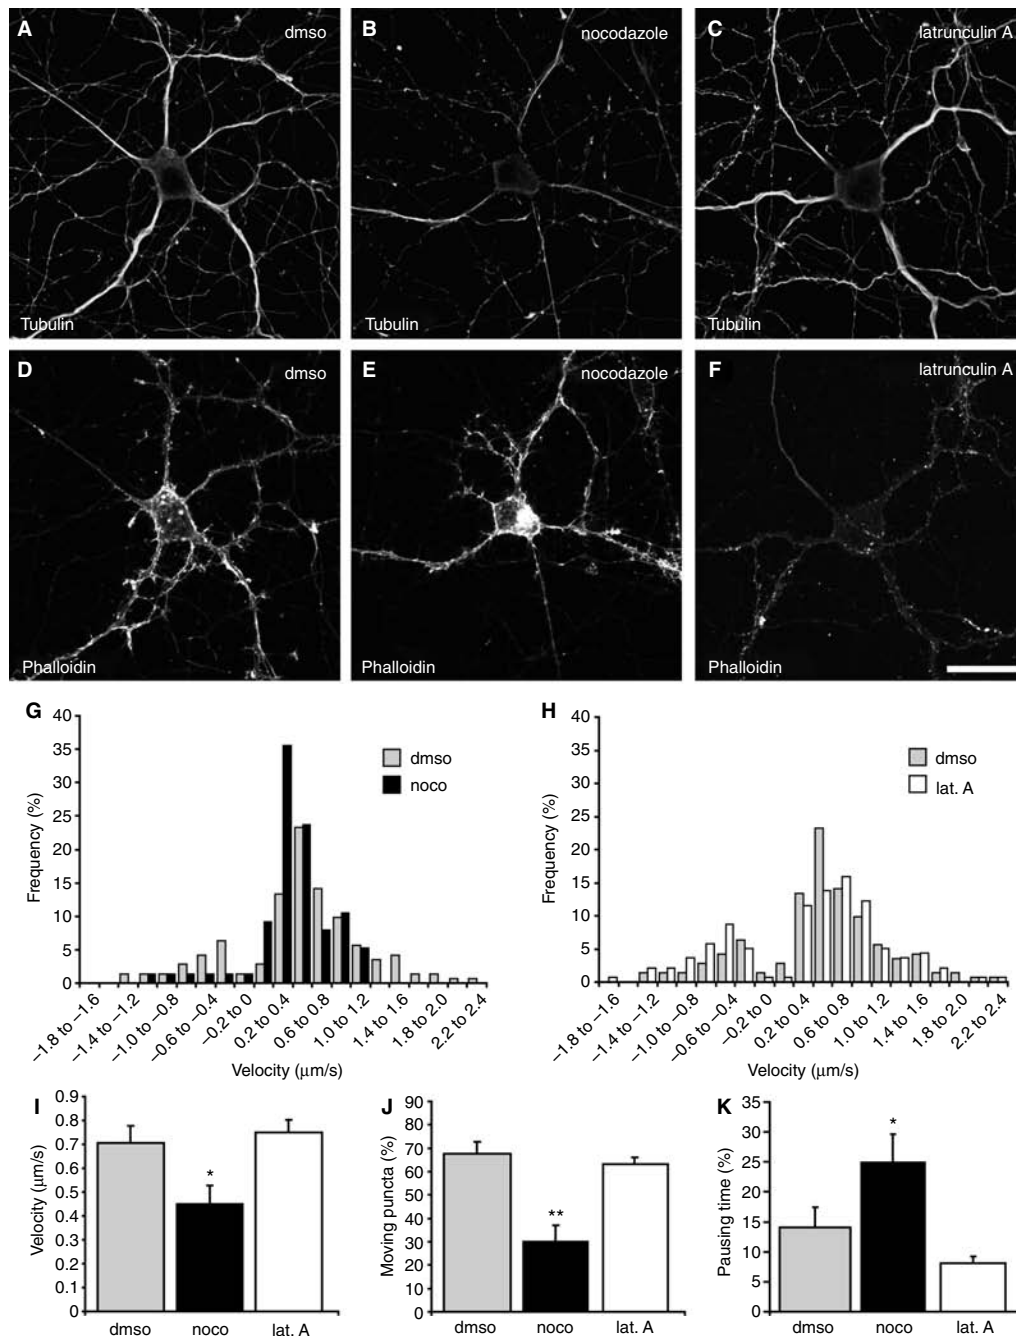 A dmso
B nocodazole
C latrunculin A
Tubulin
Tubulin
Tubulin
D dmso
E nocodazole
F latrunculin A
Phalloidin
Phalloidin
Phalloidin
G
40
35
30
25
20
15
10
5
0
Frequency (%)
dmso
noco
−1.8 to −1.6
−1.4 to −1.2
−1.0 to −0.8
−0.6 to −0.4
−0.2 to 0
0.2 to 0.4
0.6 to 0.8
1.0 to 1.2
1.4 to 1.6
1.8 to 2.0
2.2 to 2.4
Velocity (μm/s)
H
40
35
30
25
20
15
10
5
0
Frequency (%)
dmso
lat. A
−1.8 to −1.6
−1.4 to −1.2
−1.0 to −0.8
−0.6 to −0.4
−0.2 to 0
0.2 to 0.4
0.6 to 0.8
1.0 to 1.2
1.4 to 1.6
1.8 to 2.0
2.2 to 2.4
Velocity (μm/s)
I
0.9
0.8
0.7
0.6
0.5
0.4
0.3
0.2
0.1
0
Velocity (μm/s)
*
dmso noco lat. A
J
90
80
70
60
50
40
30
20
10
0
Moving puncta (%)
**
dmso noco lat. A
K
35
30
25
20
15
10
5
0
Pausing time (%)
*
dmso noco lat. A